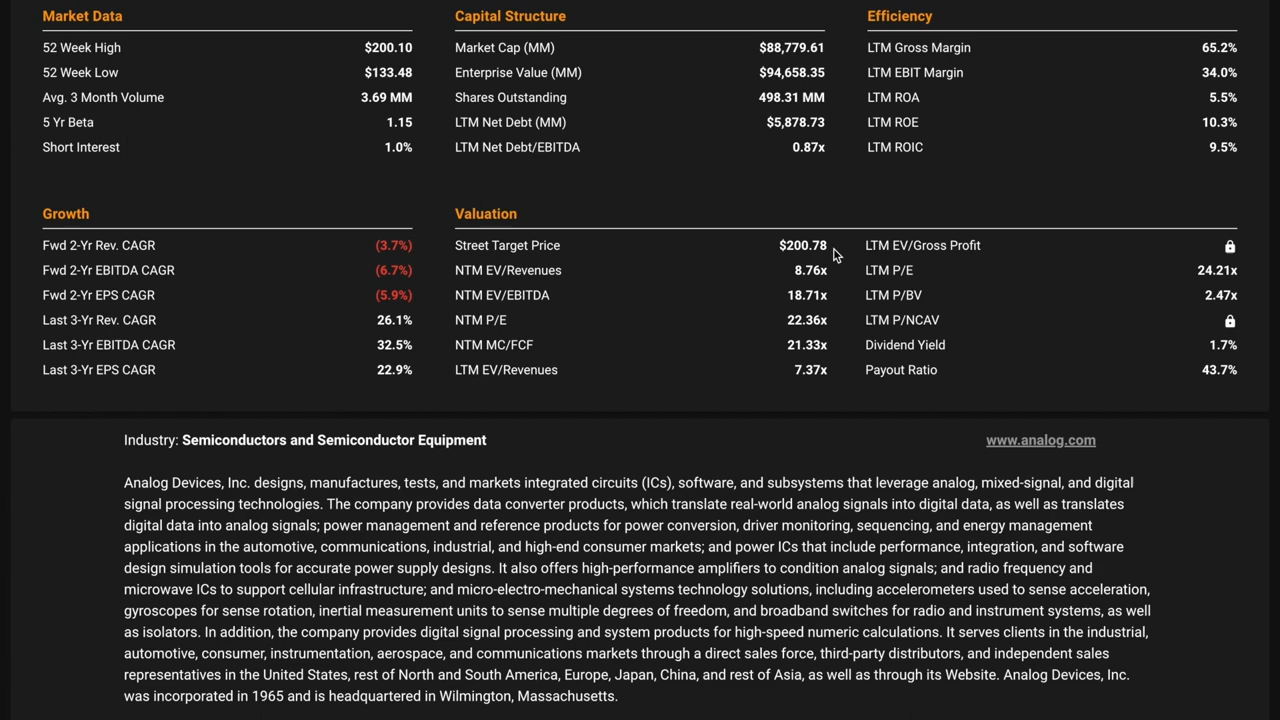 Market Data
52 Week High $200.10
52 Week Low $133.48
Avg. 3 Month Volume 3.69 MM
5 Yr Beta 1.15
Short Interest 1.0%
Capital Structure
Market Cap (MM) $88,779.61
Enterprise Value (MM) $94,658.35
Shares Outstanding 498.31 MM
LTM Net Debt (MM) $5,878.73
LTM Net Debt/EBITDA 0.87x
Efficiency
LTM Gross Margin 65.2%
LTM EBIT Margin 34.0%
LTM ROA 5.5%
LTM ROE 10.3%
LTM ROIC 9.5%
Growth
Fwd 2-Yr Rev. CAGR (3.7%)
Fwd 2-Yr EBITDA CAGR (6.7%)
Fwd 2-Yr EPS CAGR (5.9%)
Last 3-Yr Rev. CAGR 26.1%
Last 3-Yr EBITDA CAGR 32.5%
Last 3-Yr EPS CAGR 22.9%
Valuation
Street Target Price $200.78
NTM EV/Revenues 8.76x
NTM EV/EBITDA 18.71x
NTM P/E 22.36x
NTM MC/FCF 21.33x
LTM EV/Revenues 7.37x
LTM EV/Gross Profit
LTM P/E 24.21x
LTM P/BV 2.47x
LTM P/NCAV
Dividend Yield 1.7%
Payout Ratio 43.7%
Industry: Semiconductors and Semiconductor Equipment
www.analog.com
Analog Devices, Inc. designs, manufactures, tests, and markets integrated circuits (ICs), software, and subsystems that leverage analog, mixed-signal, and digital
signal processing technologies. The company provides data converter products, which translate real-world analog signals into digital data, as well as translates
digital data into analog signals; power management and reference products for power conversion, driver monitoring, sequencing, and energy management
applications in the automotive, communications, industrial, and high-end consumer markets; and power ICs that include performance, integration, and software
design simulation tools for accurate power supply designs. It also offers high-performance amplifiers to condition analog signals; and radio frequency and
microwave ICs to support cellular infrastructure; and micro-electro-mechanical systems technology solutions, including accelerometers used to sense acceleration,
gyroscopes for sense rotation, inertial measurement units to sense multiple degrees of freedom, and broadband switches for radio and instrument systems, as well
as isolators. In addition, the company provides digital signal processing and system products for high-speed numeric calculations. It serves clients in the industrial,
automotive, consumer, instrumentation, aerospace, and communications markets through a direct sales force, third-party distributors, and independent sales
representatives in the United States, rest of North and South America, Europe, Japan, China, and rest of Asia, as well as through its Website. Analog Devices, Inc.
was incorporated in 1965 and is headquartered in Wilmington, Massachusetts.